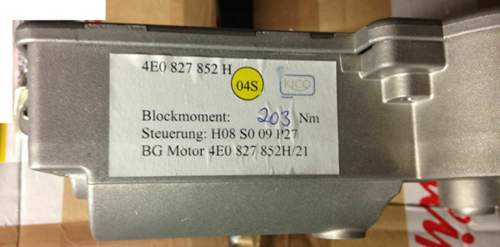 4E0 827 852 H
04S
KICO
Blockmoment: 203 Nm
Steuerung: H08 S0 09 P27
BG Motor 4E0 827 852H/21